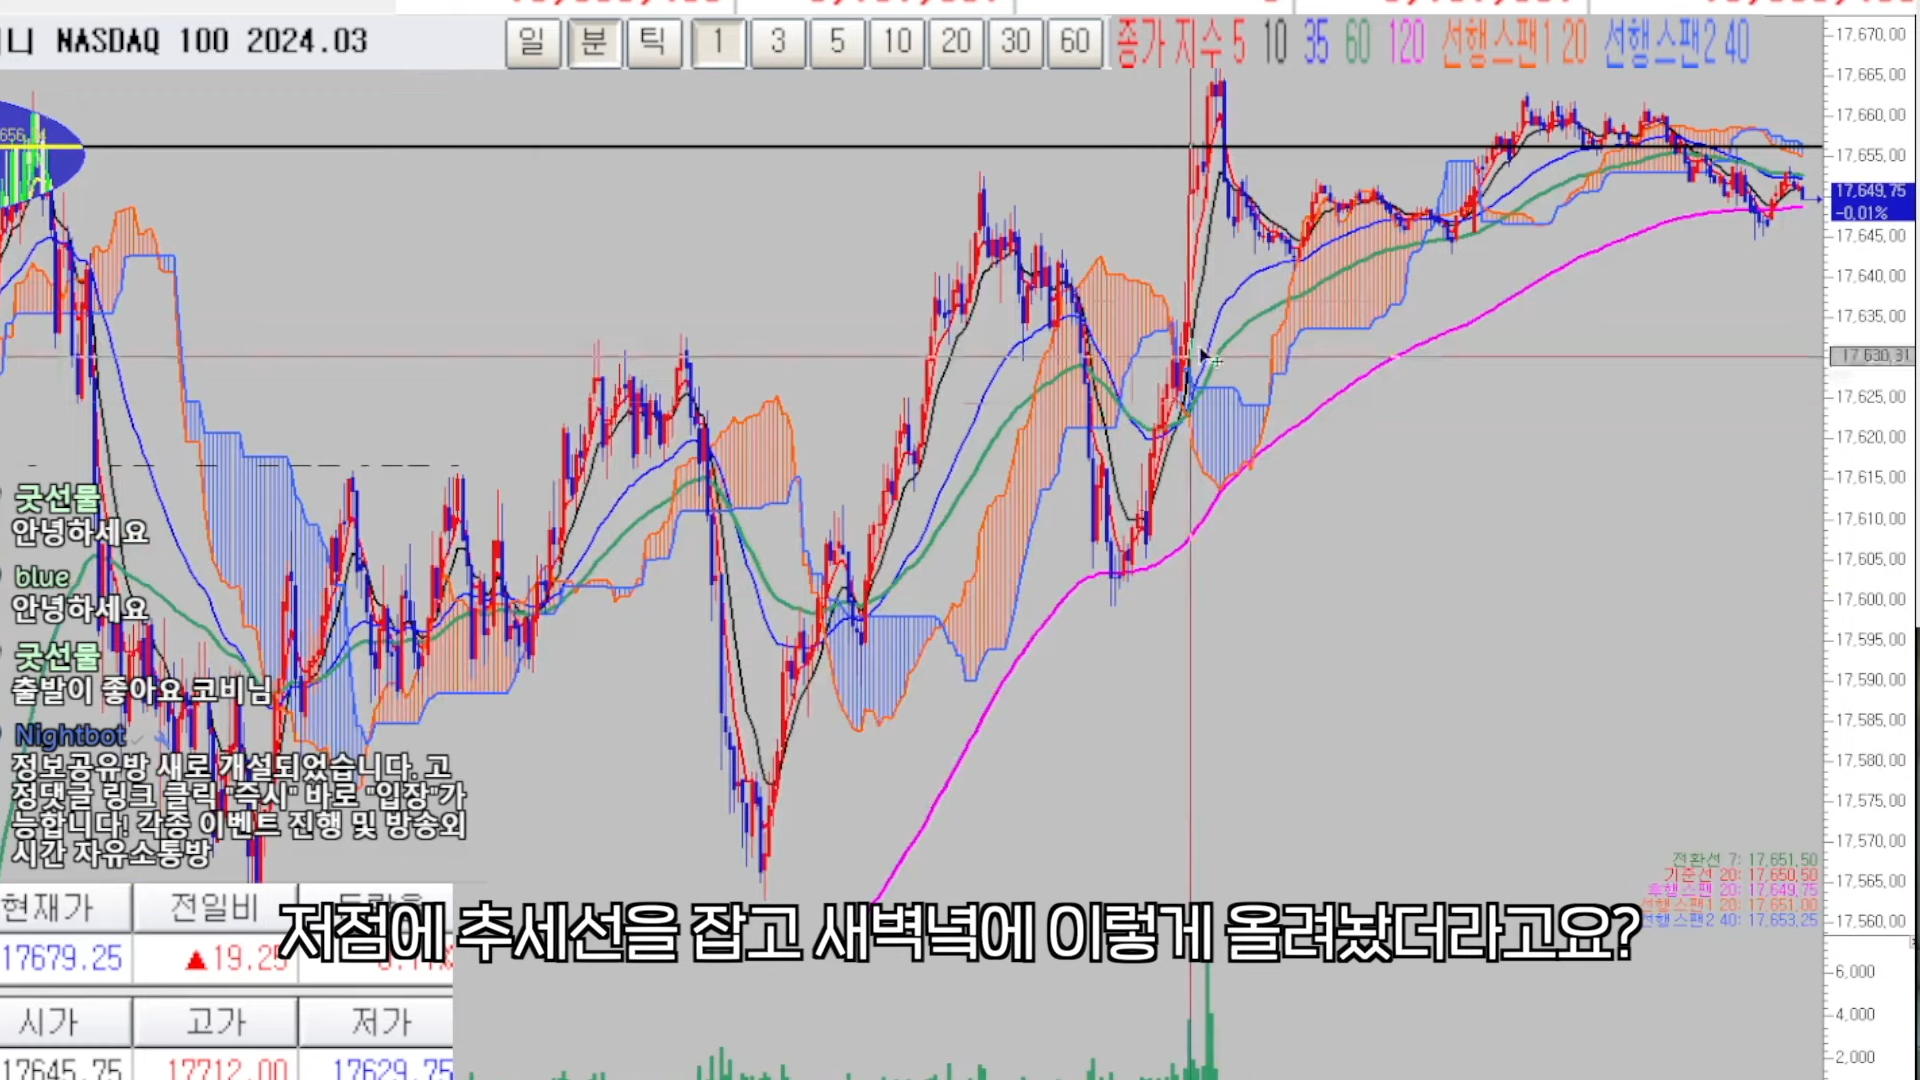 니 NASDAQ 100 2024.03
일 분 틱 1 3 5 10 20 30 60
종가 지수 5 10 35 60 120 선행스팬1 20 선행스팬2 40
17,670.00
17,665.00
17,660.00
17,655.00
17,649.75
-0.01%
17,645.00
17,640.00
17,635.00
17,630.31
17,625.00
17,620.00
17,615.00
17,610.00
17,605.00
17,600.00
17,595.00
17,590.00
17,585.00
17,580.00
17,575.00
17,570.00
17,565.00
17,560.00
굿선물
안녕하세요
blue
안녕하세요
굿선물
출발이 좋아요 코비님
Nightbot
정보공유방 새로 개설되었습니다. 고
정댓글 링크 클릭 "즉시" 바로 "입장"가
능합니다! 각종 이벤트 진행 및 방송외
시간 자유소통방
전환선 7: 17,651.50
기준선 20: 17,650.50
후행스팬 20: 17,649.75
선행스팬1 20: 17,651.00
선행스팬2 40: 17,653.25
현재가 전일비
저점에 추세선을 잡고 새벽녘에 이렇게 올려놨더라고요?
17679.25 ▲19.25
시가 고가 저가
17645.75 17712.00 17629.75
6,000
4,000
2,000